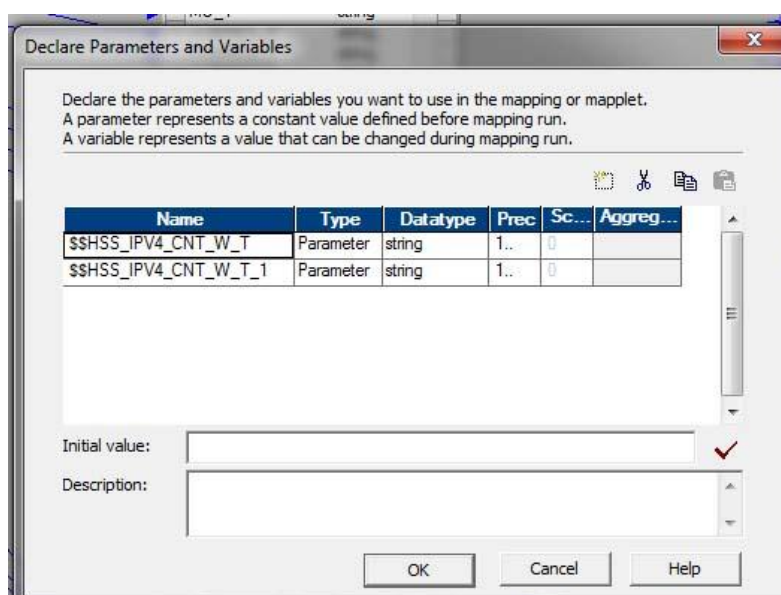 Declare Parameters and Variables
Declare the parameters and variables you want to use in the mapping or mapplet.
A parameter represents a constant value defined before mapping run.
A variable represents a value that can be changed during mapping run.
Name Type Datatype Prec Sc... Aggreg...
$$HSS_IPV4_CNT_W_T Parameter string 1.. 0
$$HSS_IPV4_CNT_W_T_1 Parameter string 1.. 0
Initial value:
Description:
OK Cancel Help